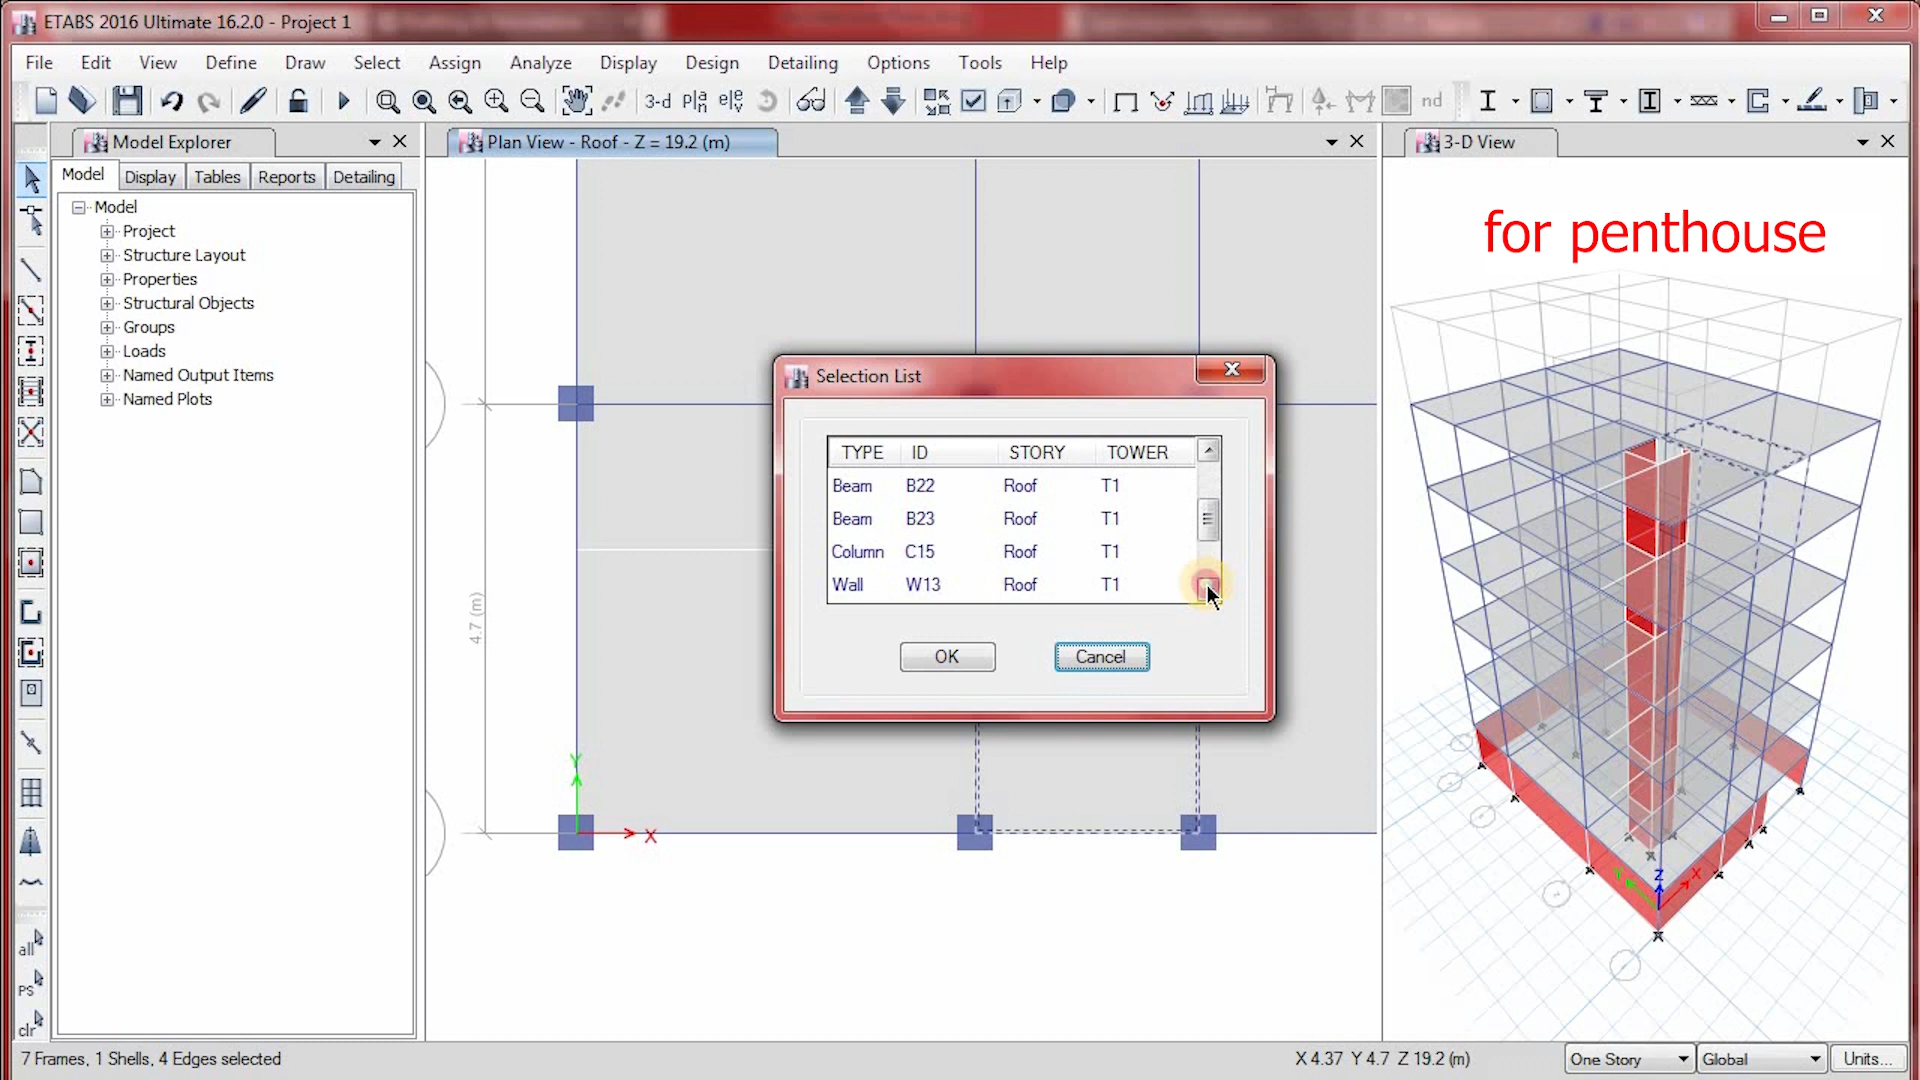 ETABS 2016 Ultimate 16.2.0 - Project 1
File Edit View Define Draw Select Assign Analyze Display Design Detailing Options Tools Help
3-d pln elev nd
Model Explorer
Plan View - Roof - Z = 19.2 (m)
3-D View
Model Display Tables Reports Detailing
Model
Project
Structure Layout
Properties
Structural Objects
Groups
Loads
Named Output Items
Named Plots
for penthouse
Selection List
TYPE ID STORY TOWER
Beam B22 Roof T1
Beam B23 Roof T1
Column C15 Roof T1
Wall W13 Roof T1
OK Cancel
4.7 (m)
Y
X
Y Z X
all
PS
clr
7 Frames, 1 Shells, 4 Edges selected
X 4.37 Y 4.7 Z 19.2 (m)
One Story Global Units...